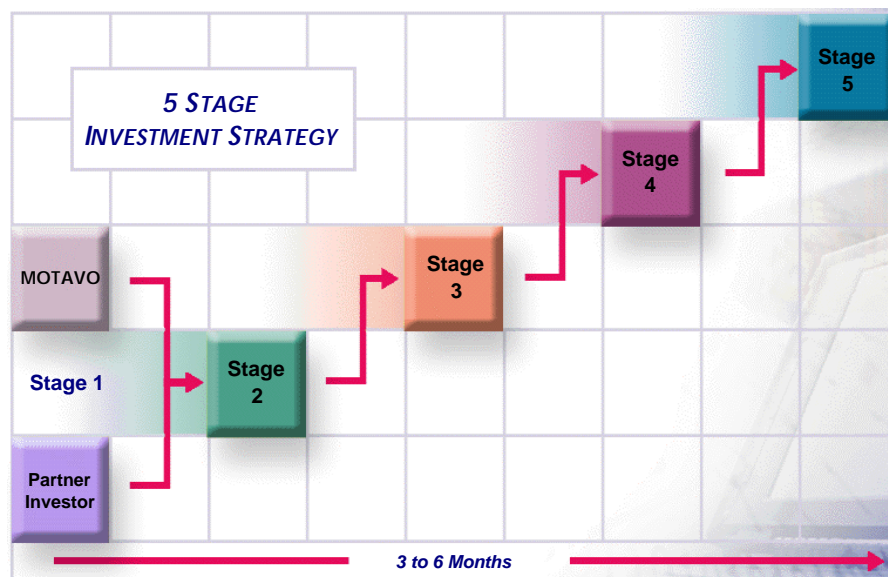 5 STAGE
INVESTMENT STRATEGY
Stage
5
Stage
4
MOTAVO
Stage
3
Stage 1
Stage
2
Partner
Investor
3 to 6 Months